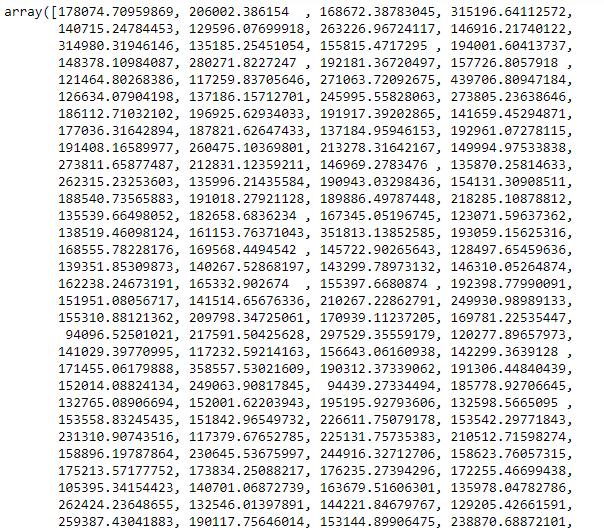 array([178074.70959869, 206002.386154  , 168672.38783045, 315196.64112572,
140715.24784453, 129596.07699918, 263226.96724117, 146916.21740122,
314980.31946146, 135185.25451054, 155815.4717295 , 194001.60413737,
148378.10984087, 280271.8227247 , 192181.36720497, 157726.8057918 ,
121464.80268386, 117259.83705646, 271063.72092675, 439706.80947184,
126634.07904198, 137186.15712701, 245995.55828063, 273805.23638646,
186112.71032102, 196925.62934033, 191917.39202865, 141659.45294871,
177036.31642894, 187821.62647433, 137184.95946153, 192961.07278115,
191408.16589977, 260475.10369801, 213278.31642167, 149994.97533838,
273811.65877487, 212831.12359211, 146969.2783476 , 135870.25814633,
262315.23253603, 135996.21435584, 190943.03298436, 154131.30908511,
188540.73565883, 191018.27921128, 189886.49787448, 218285.10878812,
135539.66498052, 182658.6836234 , 167345.05196745, 123071.59637362,
138519.46098124, 161153.76371043, 351813.13852585, 193059.15625316,
168555.78228176, 169568.4494542 , 145722.90265643, 128497.65459636,
139351.85309873, 140267.52868197, 143299.78973132, 146310.05264874,
162238.24673191, 165332.902674  , 155397.6680874 , 192398.77990091,
151951.08056717, 141514.65676336, 210267.22862791, 249930.98989133,
155310.88121362, 209798.34725061, 170939.11237205, 169781.22535447,
94096.52501021, 217591.50425628, 297529.35559179, 120277.89657973,
141029.39770995, 117232.59214163, 156643.06160938, 142299.3639128 ,
171455.06179888, 358557.53021609, 190312.37339062, 191306.44840439,
152014.08824134, 249063.90817845,  94439.27334494, 185778.92706645,
132765.08906694, 152001.62203943, 195195.92793606, 132598.5665095 ,
153558.83245435, 151842.96549732, 226611.75079178, 153542.29771843,
231310.90743516, 117379.67652785, 225131.75735383, 210512.71598274,
158896.19787864, 230645.53675997, 244916.32712706, 158623.76057315,
175213.57177752, 173834.25088217, 176235.27394296, 172255.46699438,
105395.34154423, 140701.06872739, 163679.51606301, 135978.04782786,
262424.23648655, 132546.01397891, 144221.84679767, 129205.42661591,
259387.43041883, 190117.75646014, 153144.89906475, 238870.68872101,